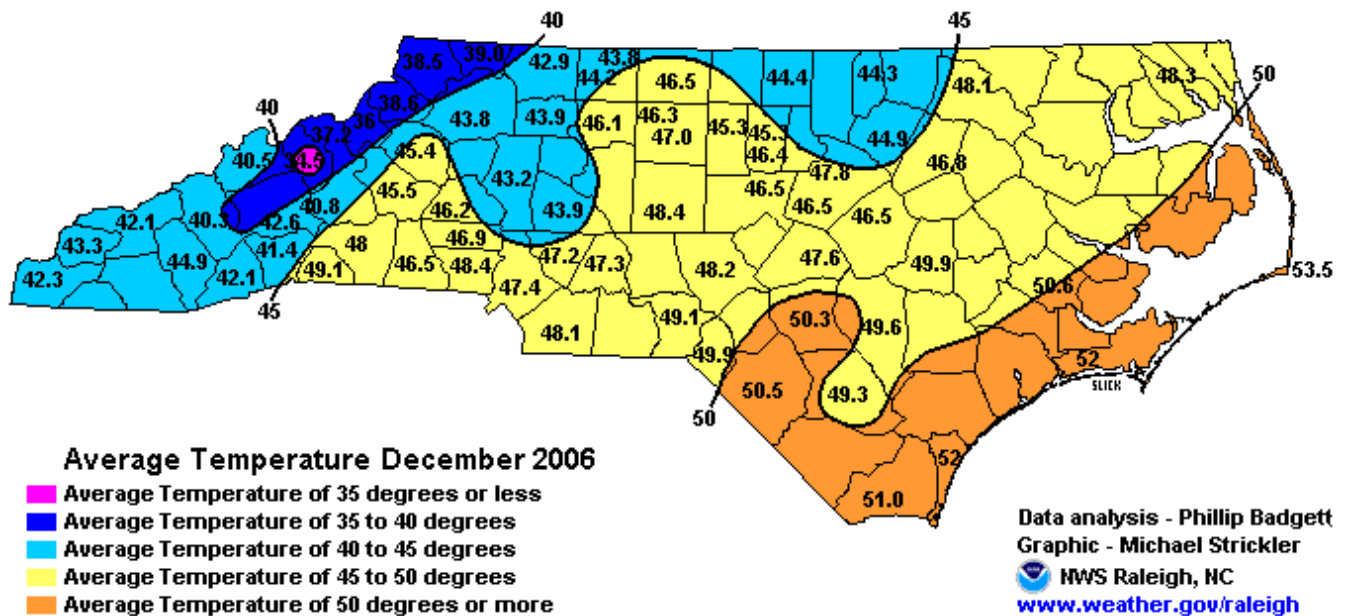 40 45
38.5 39.0 42.9 43.8
44.2 46.5 44.4 44.3 48.1 48.3 50
40 38.6 43.8 43.9 46.1 46.3 45.3
37.2 36 47.0 44.9
40.5 34.5 45.4 46.4 46.8
45.5 43.2 46.5 47.8
40.3 40.8 46.2 43.9 48.4 46.5 46.5
42.1 42.6
43.3 44.9 41.4 48 46.9 47.2 47.3 48.2 47.6 49.9
42.3 42.1 49.1 46.5 48.4 47.4 50.6 53.5
45 48.1 49.1 50.3 49.6
49.9 52
50 50.5 49.3 SLICK
52
51.0
Average Temperature December 2006
Average Temperature of 35 degrees or less
Average Temperature of 35 to 40 degrees
Average Temperature of 40 to 45 degrees
Average Temperature of 45 to 50 degrees
Average Temperature of 50 degrees or more
Data analysis - Phillip Badgett
Graphic - Michael Strickler
NWS Raleigh, NC
www.weather.gov/raleigh